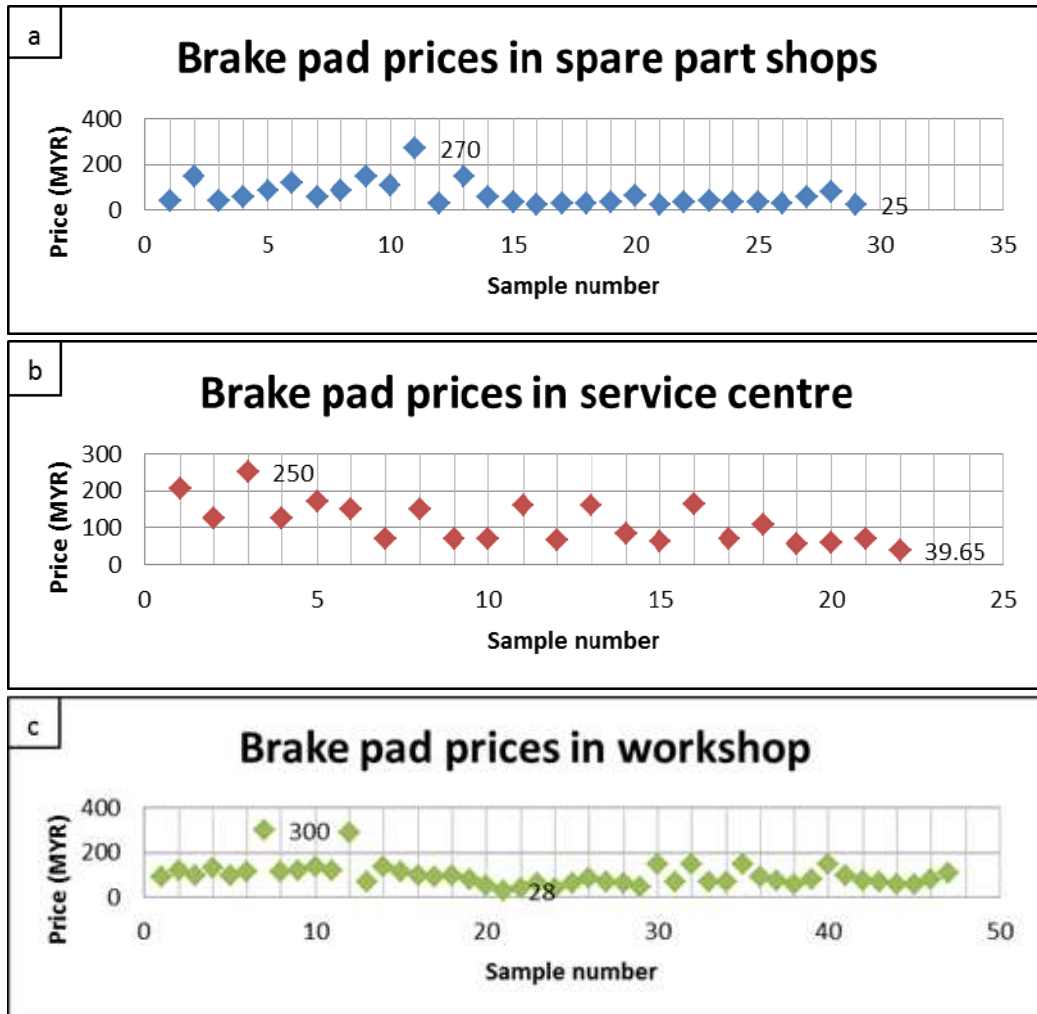 a
Brake pad prices in spare part shops
Price (MYR)
400
200
0
270
25
0 5 10 15 20 25 30 35
Sample number
b
Brake pad prices in service centre
Price (MYR)
300
200
100
0
250
39.65
0 5 10 15 20 25
Sample number
c
Brake pad prices in workshop
Price (MYR)
400
200
0
300
28
0 10 20 30 40 50
Sample number